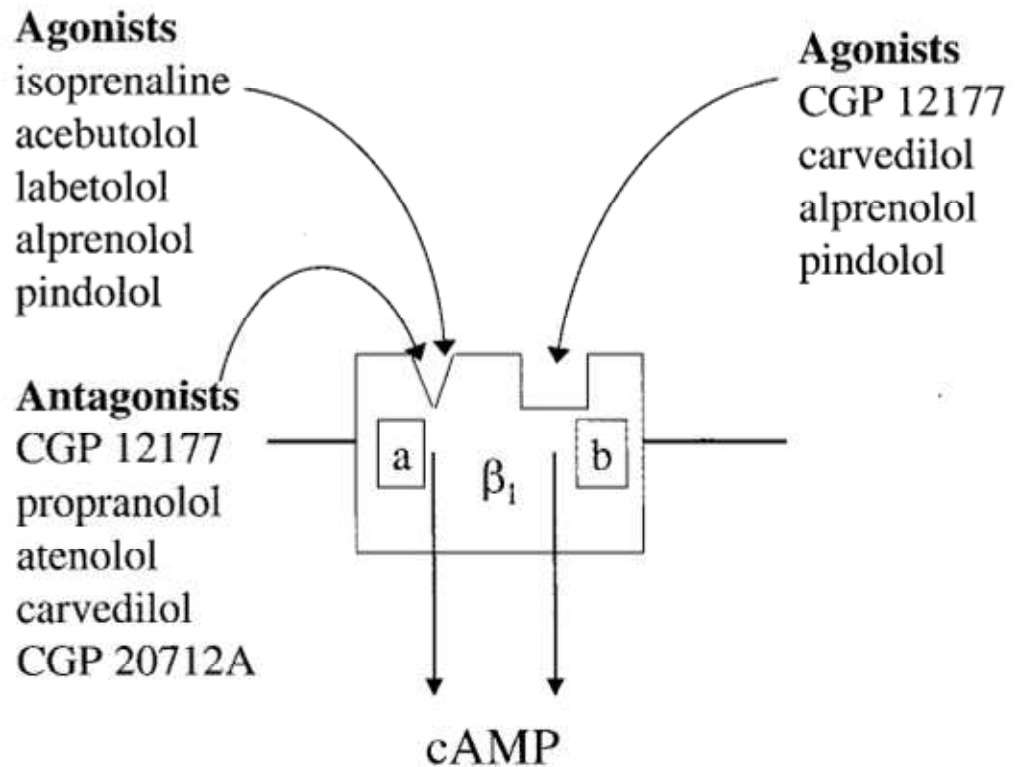 Agonists
isoprenaline
acebutolol
labetolol
alprenolol
pindolol
Antagonists
CGP 12177
propranolol
atenolol
carvedilol
CGP 20712A
Agonists
CGP 12177
carvedilol
alprenolol
pindolol
a
β₁
b
cAMP